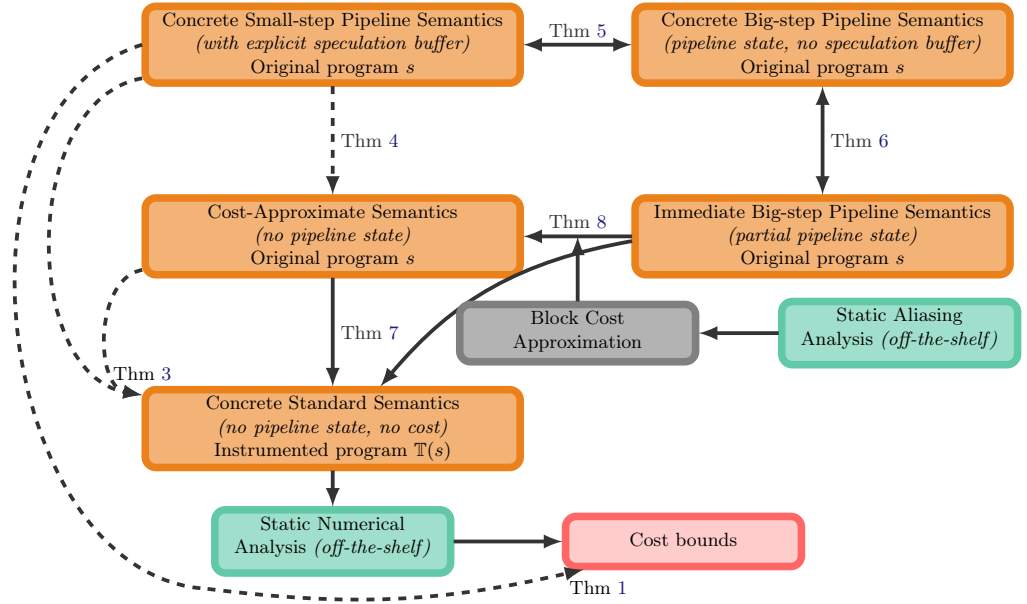 Concrete Small-step Pipeline Semantics
(with explicit speculation buffer)
Original program s
Thm 5
Concrete Big-step Pipeline Semantics
(pipeline state, no speculation buffer)
Original program s
Thm 4
Thm 6
Cost-Approximate Semantics
(no pipeline state)
Original program s
Thm 8
Immediate Big-step Pipeline Semantics
(partial pipeline state)
Original program s
Block Cost
Approximation
Static Aliasing
Analysis (off-the-shelf)
Thm 7
Thm 3
Concrete Standard Semantics
(no pipeline state, no cost)
Instrumented program 𝕋(s)
Static Numerical
Analysis (off-the-shelf)
Cost bounds
Thm 1